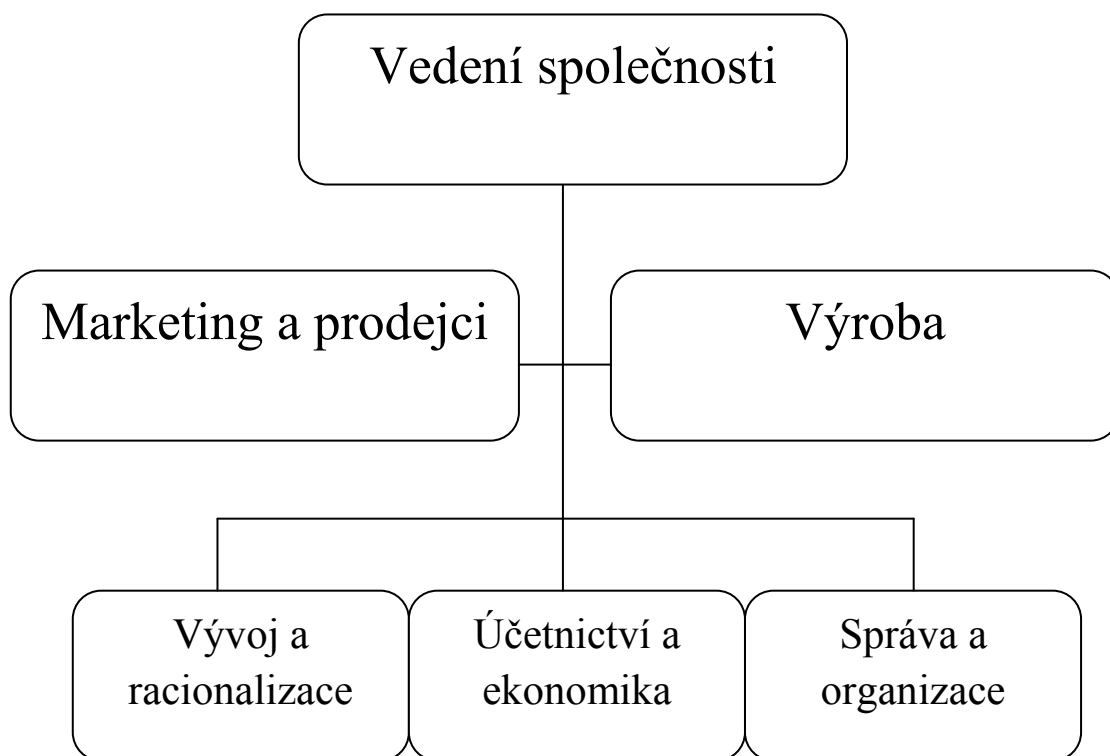 Vedení společnosti
Marketing a prodejci
Výroba
Vývoj a
racionalizace
Účetnictví a
ekonomika
Správa a
organizace